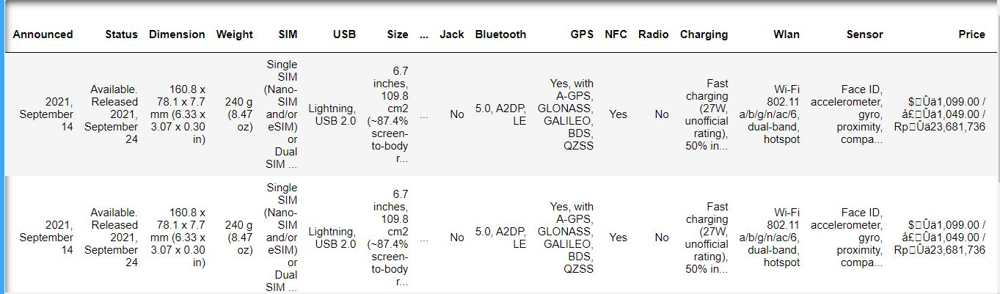 Announced Status Dimension Weight SIM USB Size ... Jack Bluetooth GPS NFC Radio Charging Wlan Sensor Price
2021,
September
14
Available.
Released
2021,
September
24
160.8 x
78.1 x 7.7
mm (6.33 x
3.07 x 0.30
in)
240 g
(8.47
oz)
Single
SIM
(Nano-
SIM
and/or
eSIM)
or
Dual
SIM ...
Lightning,
USB 2.0
6.7
inches,
109.8
cm2
(~87.4%
screen-
to-body
r...
...
No
5.0, A2DP,
LE
Yes, with
A-GPS,
GLONASS,
GALILEO,
BDS,
QZSS
Yes
No
Fast
charging
(27W,
unofficial
rating),
50% in...
Wi-Fi
802.11
a/b/g/n/ac/6,
dual-band,
hotspot
Face ID,
accelerometer,
gyro,
proximity,
compa...
$□Ûä1,099.00 /
å£□Ûä1,049.00 /
Rp□Ûä23,681,736
2021,
September
14
Available.
Released
2021,
September
24
160.8 x
78.1 x 7.7
mm (6.33 x
3.07 x 0.30
in)
240 g
(8.47
oz)
Single
SIM
(Nano-
SIM
and/or
eSIM)
or
Dual
SIM ...
Lightning,
USB 2.0
6.7
inches,
109.8
cm2
(~87.4%
screen-
to-body
r...
...
No
5.0, A2DP,
LE
Yes, with
A-GPS,
GLONASS,
GALILEO,
BDS,
QZSS
Yes
No
Fast
charging
(27W,
unofficial
rating),
50% in...
Wi-Fi
802.11
a/b/g/n/ac/6,
dual-band,
hotspot
Face ID,
accelerometer,
gyro,
proximity,
compa...
$□Ûä1,099.00 /
å£□Ûä1,049.00 /
Rp□Ûä23,681,736